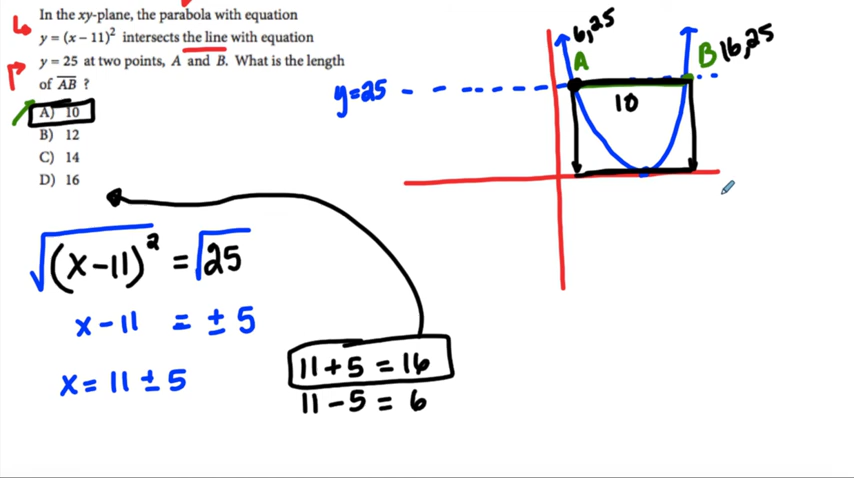 In the xy-plane, the parabola with equation
y = (x − 11)² intersects the line with equation
y = 25 at two points, A and B. What is the length
of AB ?
A) 10
B) 12
C) 14
D) 16
√(x-11)² = √25
x-11 = ± 5
x = 11 ± 5
11+5 = 16
11-5 = 6
6,25
A
B 16,25
y=25
10